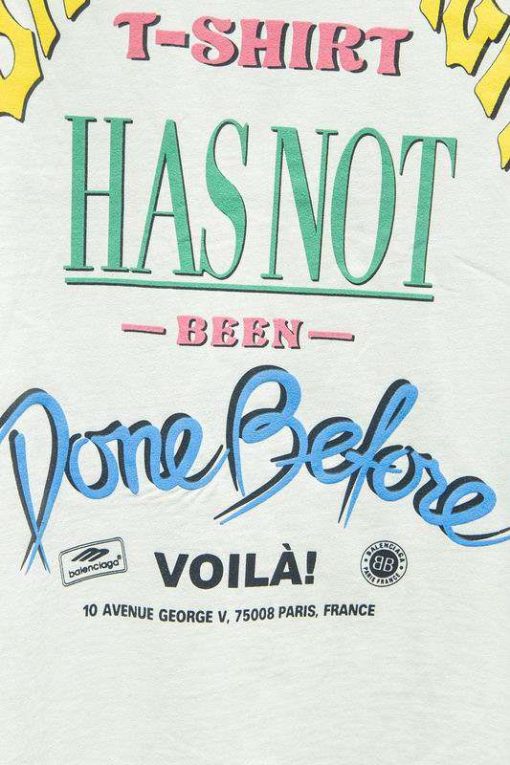 T-SHIRT
HAS NOT
—BEEN—
Done Before
balenciaga
VOILÀ!
BALENCIAGA
BB
PARIS FRANCE
10 AVENUE GEORGE V, 75008 PARIS, FRANCE